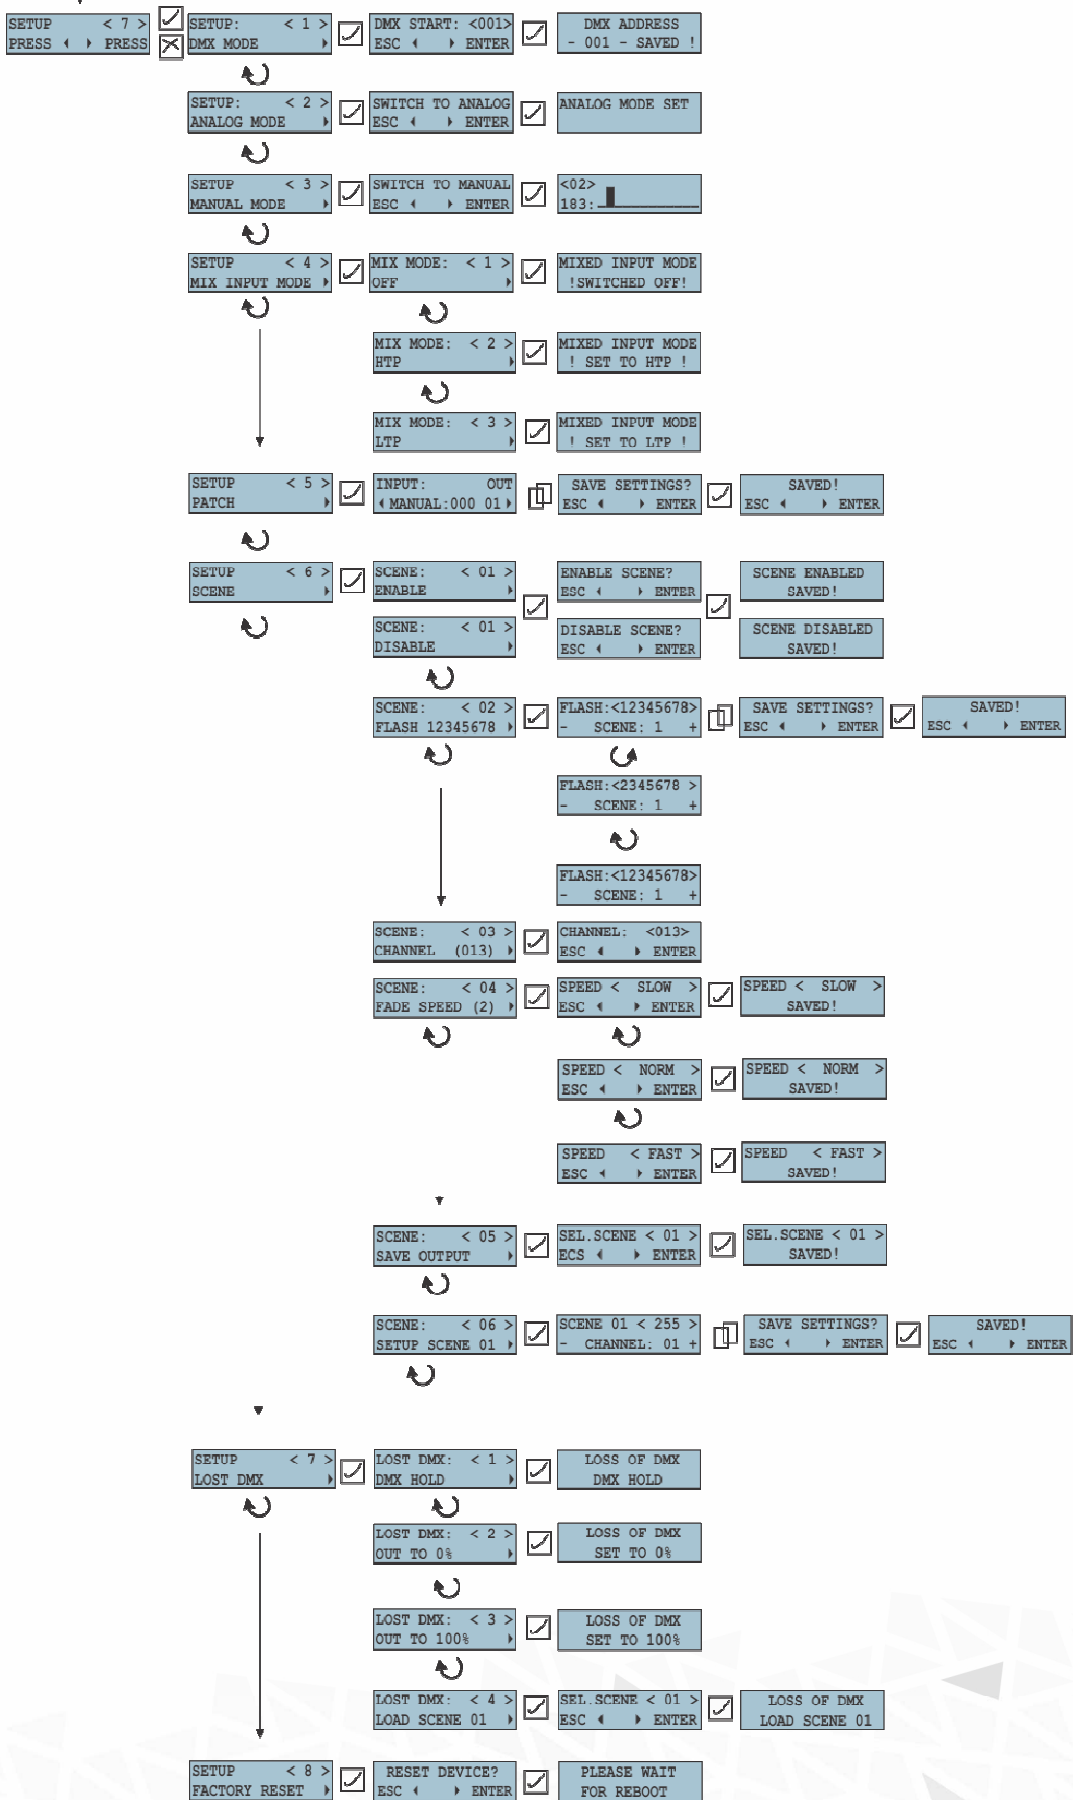 SETUP < 7 >
PRESS PRESS
SETUP: < 1 >
DMX MODE
DMX START: <001>
ESC ENTER
DMX ADDRESS
- 001 - SAVED !
SETUP: < 2 >
ANALOG MODE
SWITCH TO ANALOG
ESC ENTER
ANALOG MODE SET
SETUP < 3 >
MANUAL MODE
SWITCH TO MANUAL
ESC ENTER
<02>
183:
SETUP < 4 >
MIX INPUT MODE
MIX MODE: < 1 >
OFF
MIXED INPUT MODE
!SWITCHED OFF!
MIX MODE: < 2 >
HTP
MIXED INPUT MODE
! SET TO HTP !
MIX MODE: < 3 >
LTP
MIXED INPUT MODE
! SET TO LTP !
SETUP < 5 >
PATCH
INPUT: OUT
MANUAL:000 01
SAVE SETTINGS?
ESC ENTER
SAVED!
ESC ENTER
SETUP < 6 >
SCENE
SCENE: < 01 >
ENABLE
ENABLE SCENE?
ESC ENTER
SCENE ENABLED
SAVED!
SCENE: < 01 >
DISABLE
DISABLE SCENE?
ESC ENTER
SCENE DISABLED
SAVED!
SCENE: < 02 >
FLASH 12345678
FLASH:<12345678>
- SCENE: 1 +
SAVE SETTINGS?
ESC ENTER
SAVED!
ESC ENTER
FLASH:<2345678 >
- SCENE: 1 +
FLASH:<12345678>
- SCENE: 1 +
SCENE: < 03 >
CHANNEL (013)
CHANNEL: <013>
ESC ENTER
SCENE: < 04 >
FADE SPEED (2)
SPEED < SLOW >
ESC ENTER
SPEED < SLOW >
SAVED!
SPEED < NORM >
ESC ENTER
SPEED < NORM >
SAVED!
SPEED < FAST >
ESC ENTER
SPEED < FAST >
SAVED!
SCENE: < 05 >
SAVE OUTPUT
SEL.SCENE < 01 >
ECS ENTER
SEL.SCENE < 01 >
SAVED!
SCENE: < 06 >
SETUP SCENE 01
SCENE 01 < 255 >
- CHANNEL: 01 +
SAVE SETTINGS?
ESC ENTER
SAVED!
ESC ENTER
SETUP < 7 >
LOST DMX
LOST DMX: < 1 >
DMX HOLD
LOSS OF DMX
DMX HOLD
LOST DMX: < 2 >
OUT TO 0%
LOSS OF DMX
SET TO 0%
LOST DMX: < 3 >
OUT TO 100%
LOSS OF DMX
SET TO 100%
LOST DMX: < 4 >
LOAD SCENE 01
SEL.SCENE < 01 >
ESC ENTER
LOSS OF DMX
LOAD SCENE 01
SETUP < 8 >
FACTORY RESET
RESET DEVICE?
ESC ENTER
PLEASE WAIT
FOR REBOOT